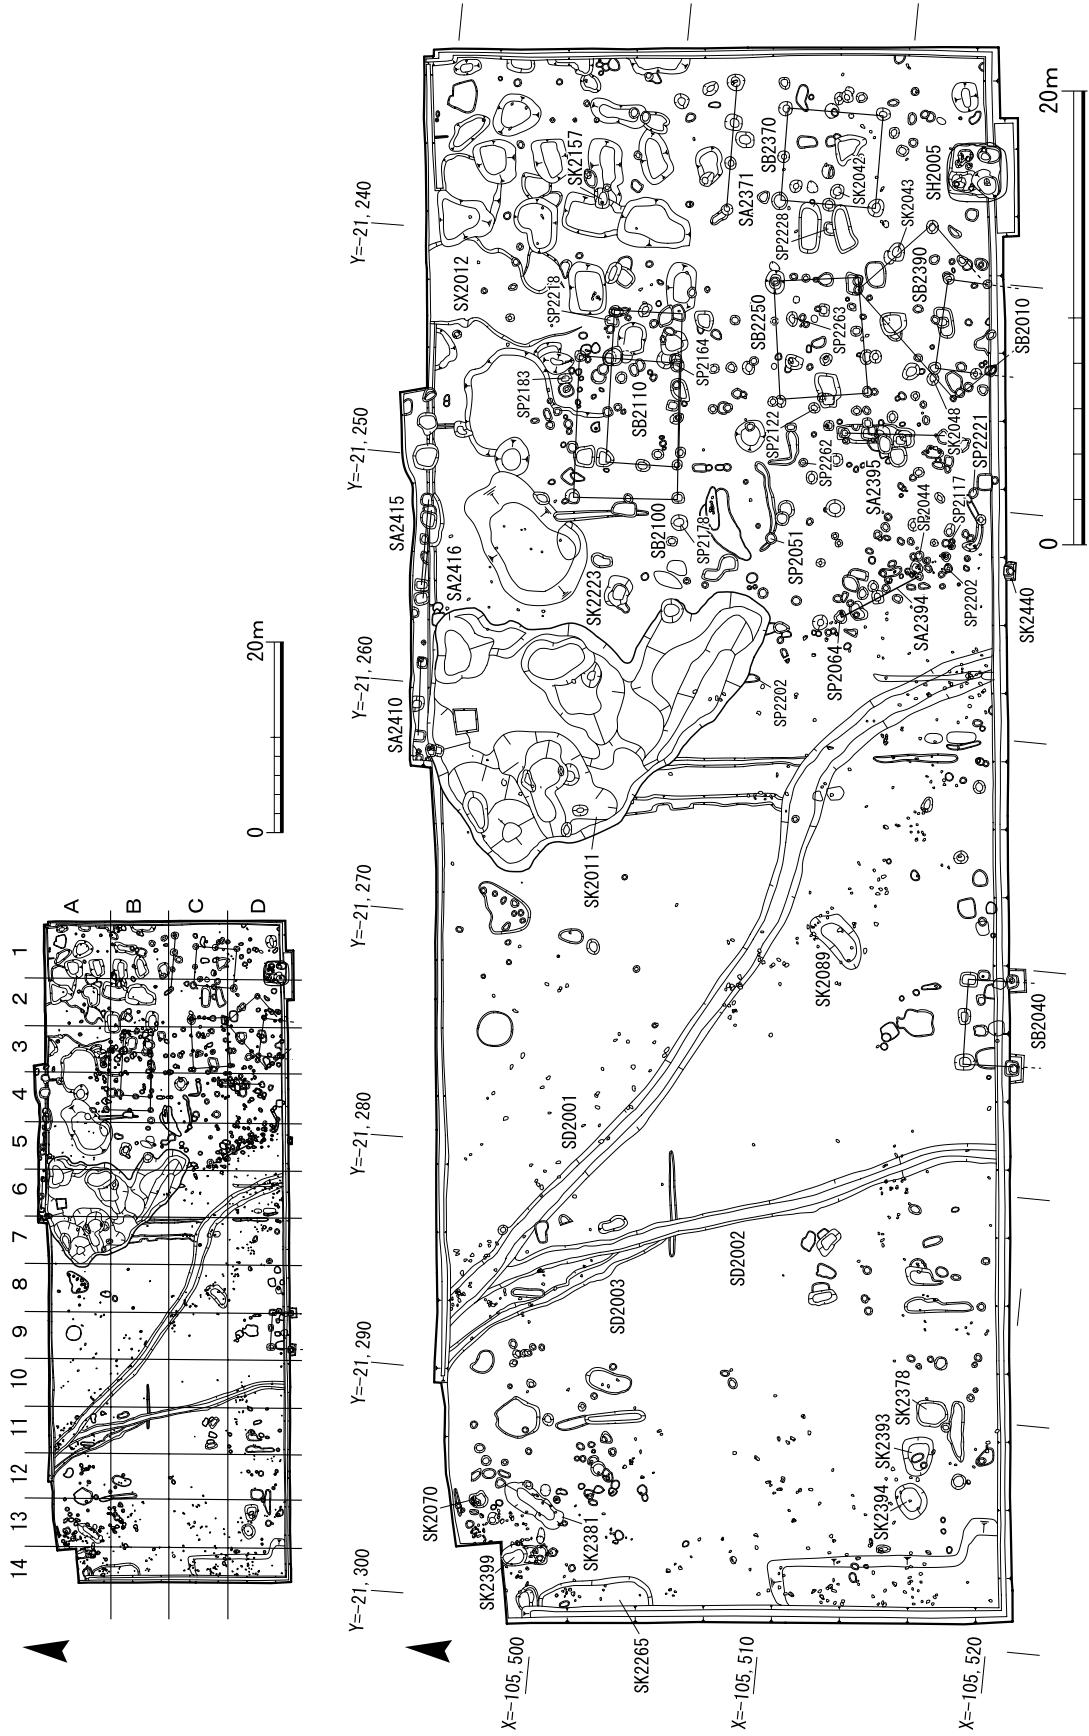 A
B
C
D
1
2
3
4
5
6
7
8
9
10
11
12
13
14
0
20m
Y=-21, 240
Y=-21, 250
Y=-21, 260
Y=-21, 270
Y=-21, 280
Y=-21, 290
Y=-21, 300
X=-105, 500
X=-105, 510
X=-105, 520
0
20m
SA2415
SA2416
SA2410
SX2012
SK2157
SP2218
SP2183
SB2110
SP2164
SB2100
SP2178
SK2223
SK2011
SA2371
SB2370
SK2042
SP2228
SK2043
SH2005
SB2250
SP2263
SB2390
SB2010
SP2122
SP2262
SK2048
SP2221
SA2395
SP2044
SP2117
SP2051
SA2394
SP2202
SK2440
SP2064
SP2202
SK2089
SB2040
SD2001
SD2002
SD2003
SK2070
SK2381
SK2399
SK2265
SK2378
SK2393
SK2394